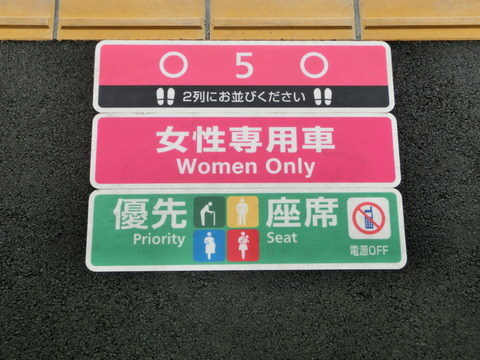 ○ 5 ○
2列にお並びください
女性専用車
Women Only
優先 座席
Priority Seat
電源OFF